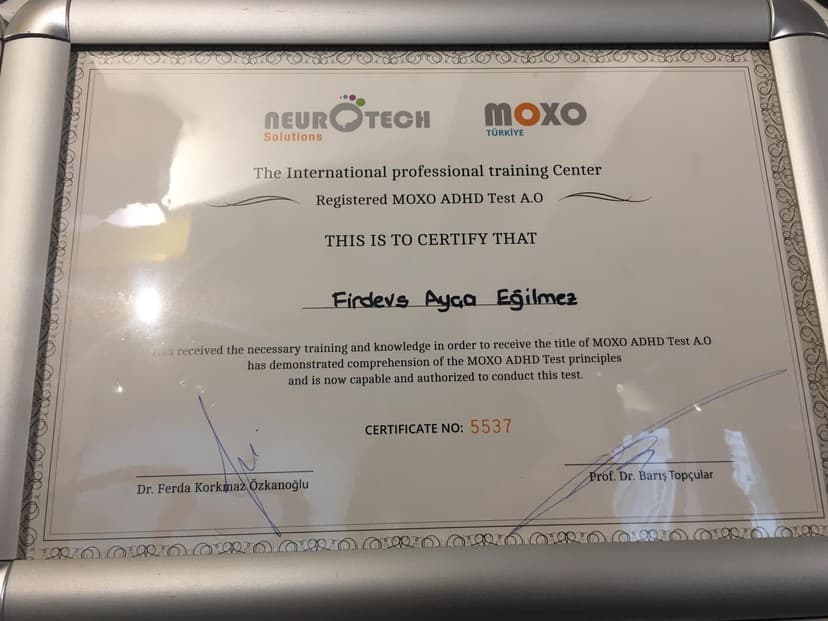 neurOtech
Solutions
moxo
TÜRKİYE
The International professional training Center
Registered MOXO ADHD Test A.O
THIS IS TO CERTIFY THAT
Firdevs Ayça Eğilmez
received the necessary training and knowledge in order to receive the title of MOXO ADHD Test A.O
has demonstrated comprehension of the MOXO ADHD Test principles
and is now capable and authorized to conduct this test.
CERTIFICATE NO: 5537
Dr. Ferda Korkmaz Özkanoğlu
Prof. Dr. Barış Topçular